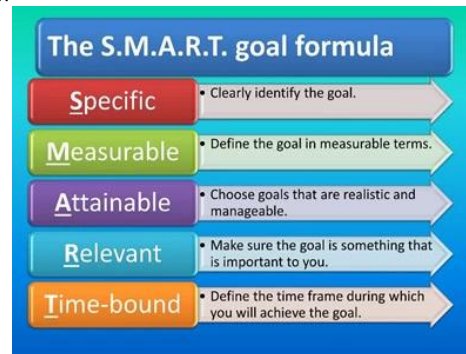 The S.M.A.R.T. goal formula
Specific
• Clearly identify the goal.
Measurable
• Define the goal in measurable terms.
Attainable
• Choose goals that are realistic and
manageable.
Relevant
• Make sure the goal is something that
is important to you.
Time-bound
• Define the time frame during which
you will achieve the goal.